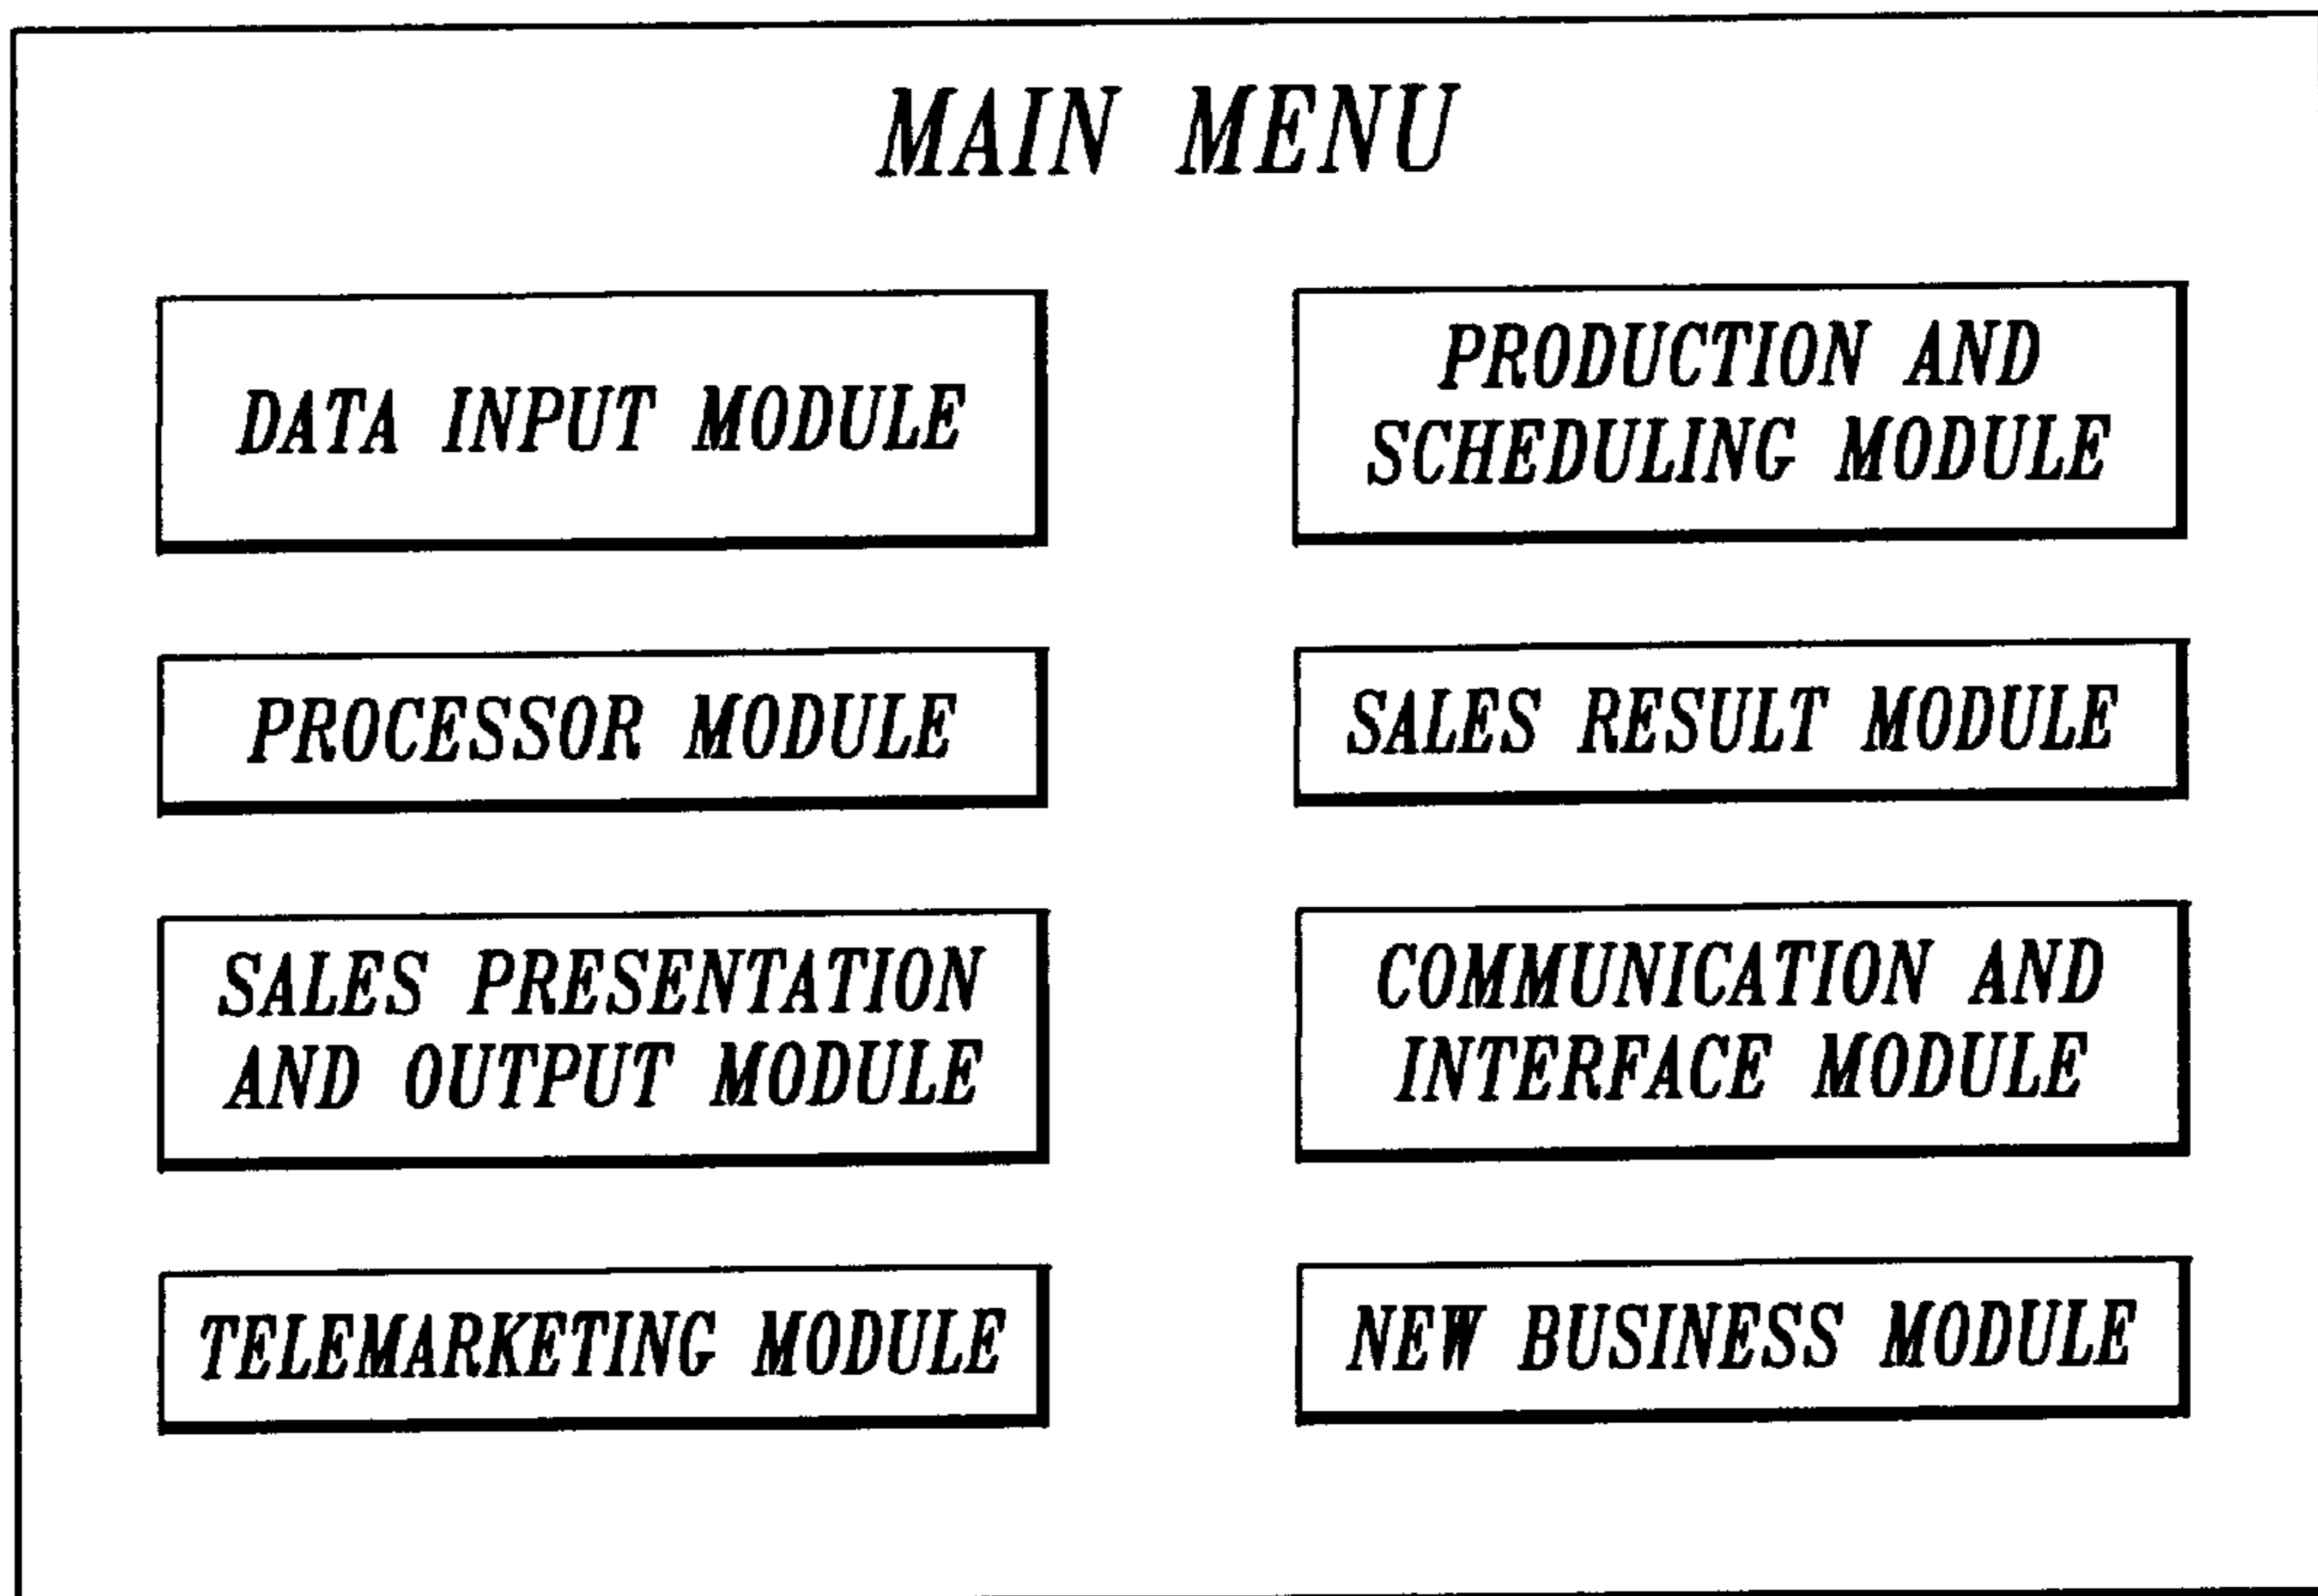 MAIN MENU
DATA INPUT MODULE
PRODUCTION AND
SCHEDULING MODULE
PROCESSOR MODULE
SALES RESULT MODULE
SALES PRESENTATION
AND OUTPUT MODULE
COMMUNICATION AND
INTERFACE MODULE
TELEMARKETING MODULE
NEW BUSINESS MODULE